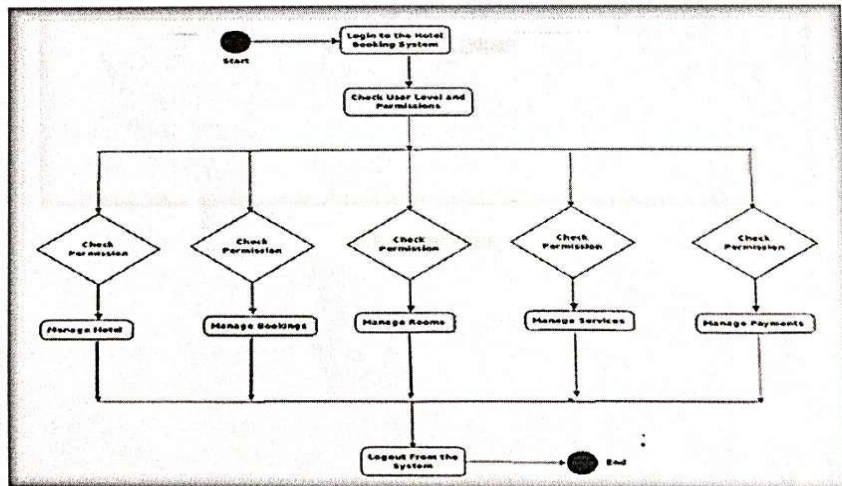 Login to the Hotel
Booking System
Start
Check User Level and
Permissions
Check
Permission
Check
Permission
Check
Permission
Check
Permission
Check
Permission
Manage Hotel
Manage Bookings
Manage Rooms
Manage Services
Manage Payments
Logout From the
System
End